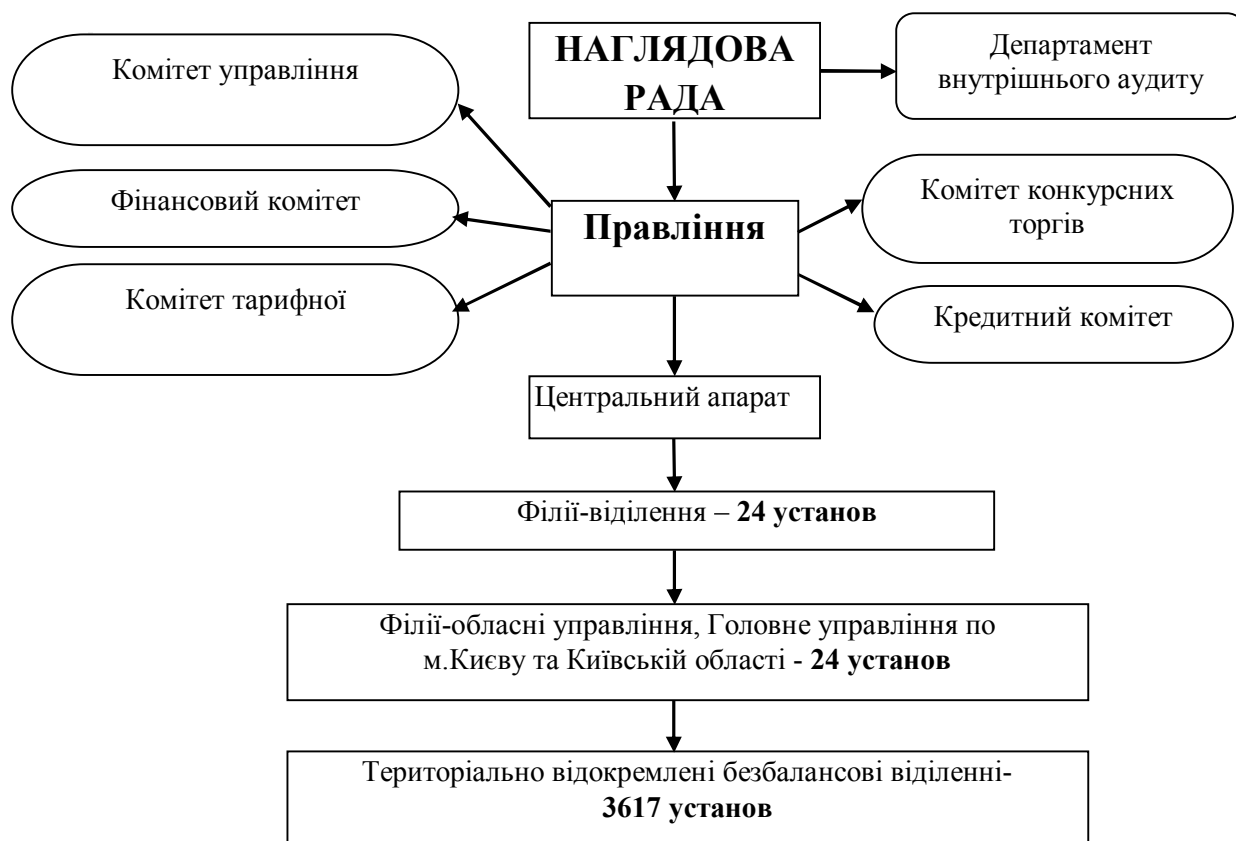 Комітет управління
НАГЛЯДОВА
РАДА
Департамент
внутрішнього аудиту
Фінансовий комітет
Правління
Комітет конкурсних
торгів
Комітет тарифної
Кредитний комітет
Центральний апарат
Філії-віділення – 24 установ
Філії-обласні управління, Головне управління по
м.Києву та Київській області - 24 установ
Територіально відокремлені безбалансові віділенні-
3617 установ